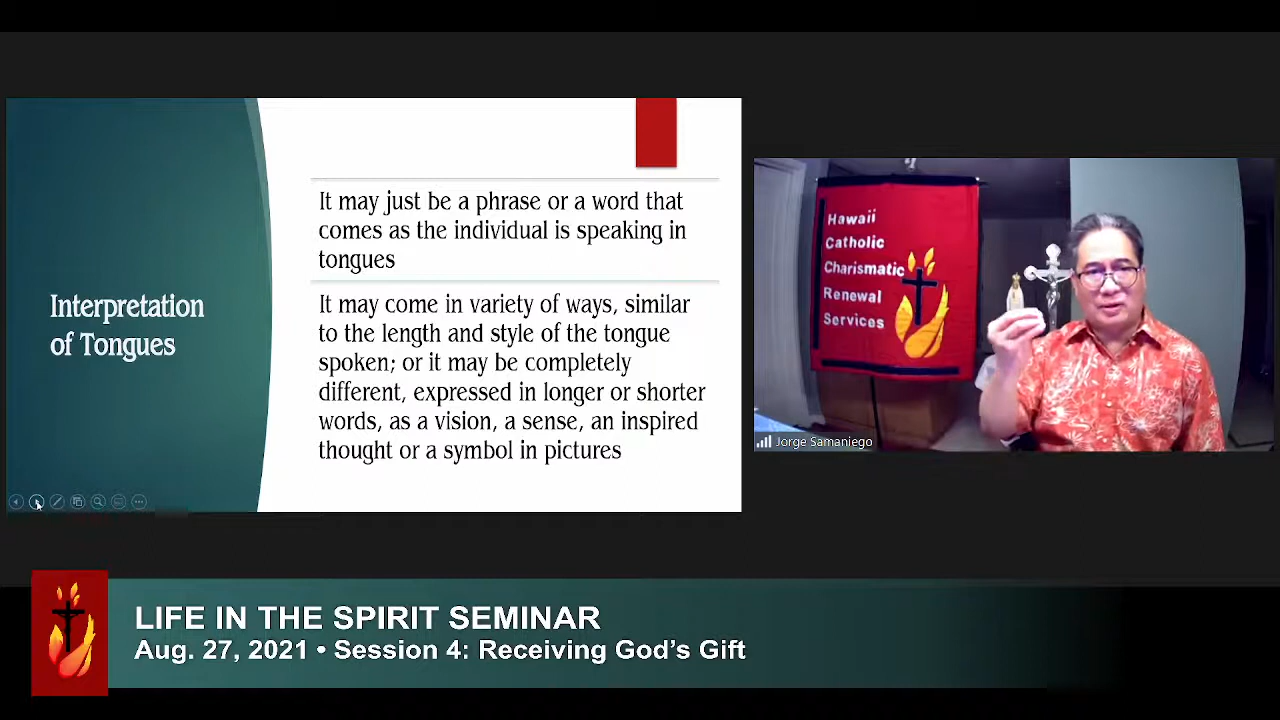 Interpretation
of Tongues
It may just be a phrase or a word that
comes as the individual is speaking in
tongues
It may come in variety of ways, similar
to the length and style of the tongue
spoken; or it may be completely
different, expressed in longer or shorter
words, as a vision, a sense, an inspired
thought or a symbol in pictures
Hawaii
Catholic
Charismatic
Renewal
Services
Jorge Samaniego
LIFE IN THE SPIRIT SEMINAR
Aug. 27, 2021 • Session 4: Receiving God's Gift